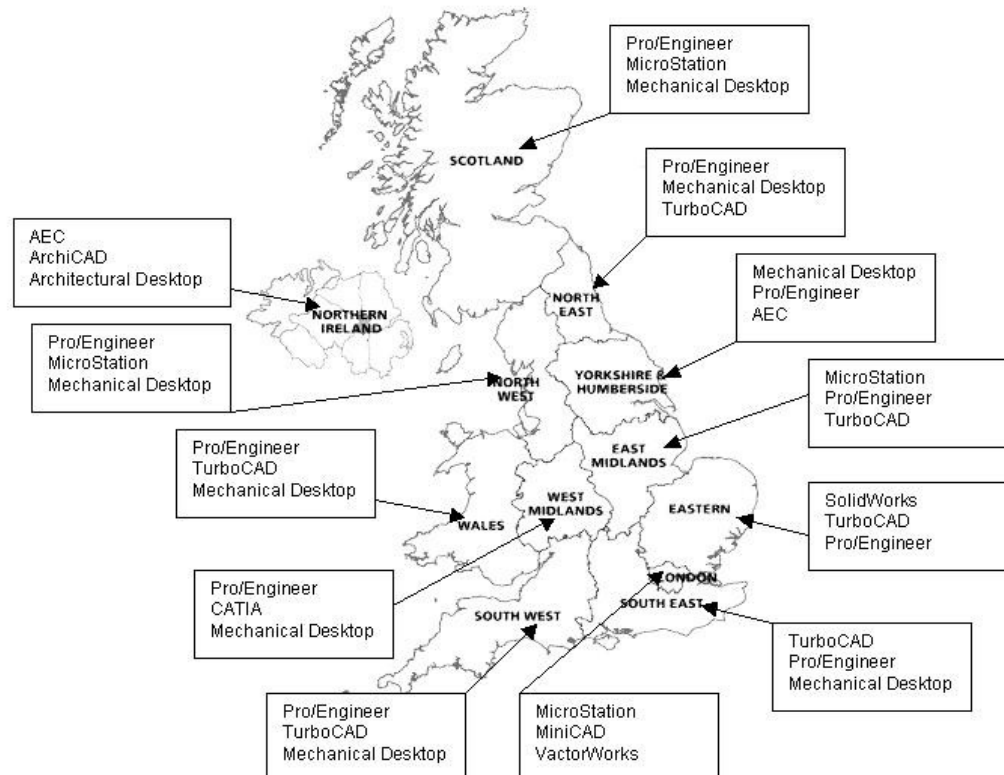 Pro/Engineer
MicroStation
Mechanical Desktop
SCOTLAND
Pro/Engineer
Mechanical Desktop
TurboCAD
AEC
ArchiCAD
Architectural Desktop
NORTHERN
IRELAND
NORTH
EAST
Mechanical Desktop
Pro/Engineer
AEC
Pro/Engineer
MicroStation
Mechanical Desktop
NORTH
WEST
YORKSHIRE &
HUMBERSIDE
MicroStation
Pro/Engineer
TurboCAD
Pro/Engineer
TurboCAD
Mechanical Desktop
EAST
MIDLANDS
WALES
WEST
MIDLANDS
EASTERN
SolidWorks
TurboCAD
Pro/Engineer
Pro/Engineer
CATIA
Mechanical Desktop
SOUTH WEST
LONDON
SOUTH EAST
TurboCAD
Pro/Engineer
Mechanical Desktop
Pro/Engineer
TurboCAD
Mechanical Desktop
MicroStation
MiniCAD
VactorWorks